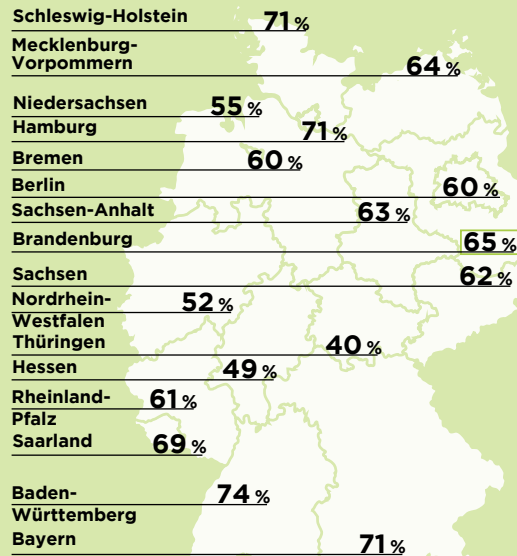 Schleswig-Holstein 71 %
Mecklenburg-
Vorpommern 64 %
Niedersachsen 55 %
Hamburg 71 %
Bremen 60 %
Berlin 60 %
Sachsen-Anhalt 63 %
Brandenburg 65 %
Sachsen 62 %
Nordrhein- 52 %
Westfalen
Thüringen 40 %
Hessen 49 %
Rheinland- 61 %
Pfalz
Saarland 69 %
Baden- 74 %
Württemberg
Bayern 71 %